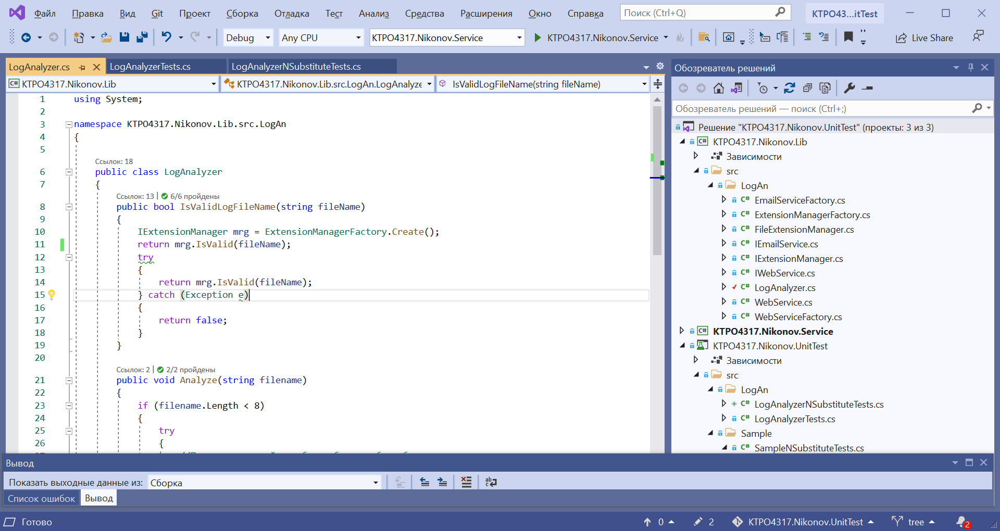 Файл Правка Вид Git Проект Сборка Отладка Тест Анализ Средства Расширения Окно Справка Поиск (Ctrl+Q) KTPO43...itTest
Debug Any CPU KTPO4317.Nikonov.Service KTPO4317.Nikonov.Service Live Share
LogAnalyzer.cs LogAnalyzerTests.cs LogAnalyzerNSubstituteTests.cs
KTPO4317.Nikonov.Lib KTPO4317.Nikonov.Lib.src.LogAn.LogAnalyze IsValidLogFileName(string fileName)
1 using System;
2
3 namespace KTPO4317.Nikonov.Lib.src.LogAn
4 {
5
Ссылок: 18
6 public class LogAnalyzer
7 {
Ссылок: 13 | 6/6 пройдены
8 public bool IsValidLogFileName(string fileName)
9 {
10 IExtensionManager mrg = ExtensionManagerFactory.Create();
11 return mrg.IsValid(fileName);
12 try
13 {
14 return mrg.IsValid(fileName);
15 } catch (Exception e)
16 {
17 return false;
18 }
19 }
20
Ссылок: 2 | 2/2 пройдены
21 public void Analyze(string filename)
22 {
23 if (filename.Length < 8)
24 {
25 try
26 {
Обозреватель решений
Обозреватель решений — поиск (Ctrl+;)
Решение "KTPO4317.Nikonov.UnitTest" (проекты: 3 из 3)
KTPO4317.Nikonov.Lib
Зависимости
src
LogAn
C# EmailServiceFactory.cs
C# ExtensionManagerFactory.cs
C# FileExtensionManager.cs
C# IEmailService.cs
C# IExtensionManager.cs
C# IWebService.cs
C# LogAnalyzer.cs
C# WebService.cs
C# WebServiceFactory.cs
C# KTPO4317.Nikonov.Service
KTPO4317.Nikonov.UnitTest
Зависимости
src
LogAn
C# LogAnalyzerNSubstituteTests.cs
C# LogAnalyzerTests.cs
Sample
C# SampleNSubstituteTests.cs
Вывод
Показать выходные данные из: Сборка
Список ошибок Вывод
Готово 0 2 KTPO4317.Nikonov.UnitTest tree 2